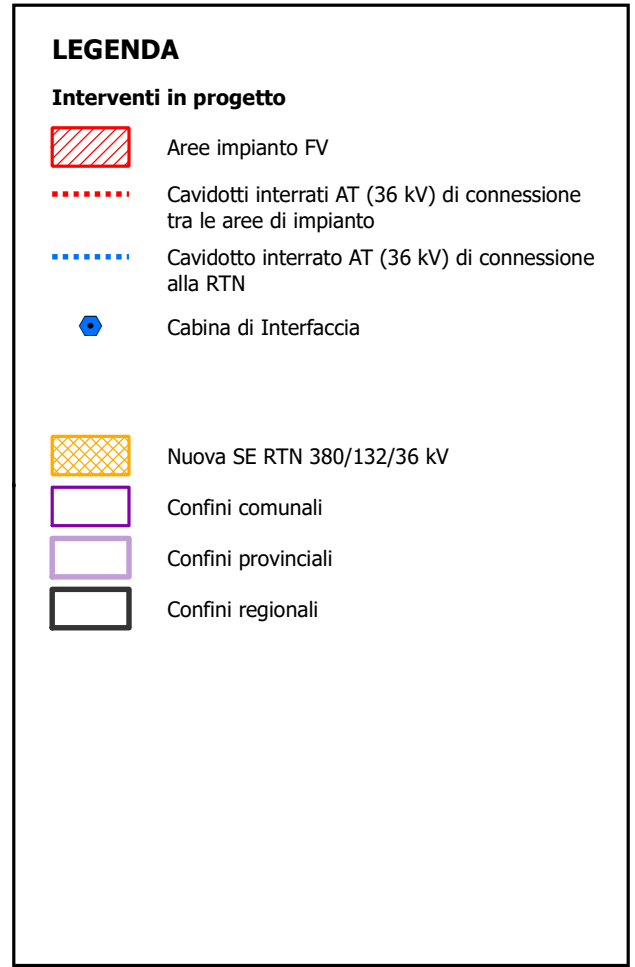 LEGENDA
Interventi in progetto
Aree impianto FV
Cavidotti interrati AT (36 kV) di connessione
tra le aree di impianto
Cavidotto interrato AT (36 kV) di connessione
alla RTN
Cabina di Interfaccia
Nuova SE RTN 380/132/36 kV
Confini comunali
Confini provinciali
Confini regionali